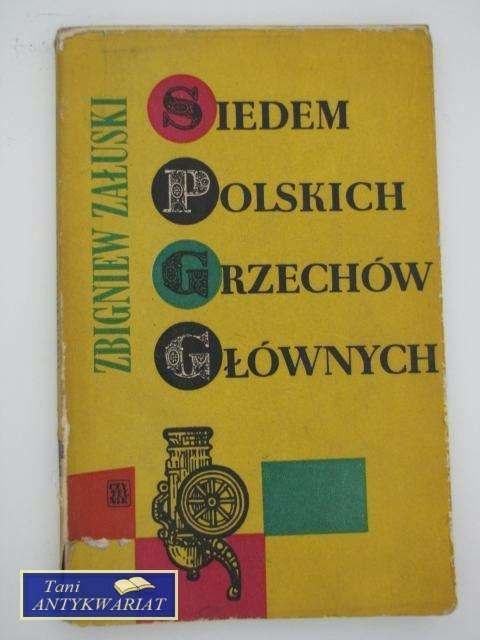 ZBIGNIEW ZAŁUSKI
SIEDEM
POLSKICH
GRZECHÓW
GŁÓWNYCH
Tani
ANTYKWARIAT